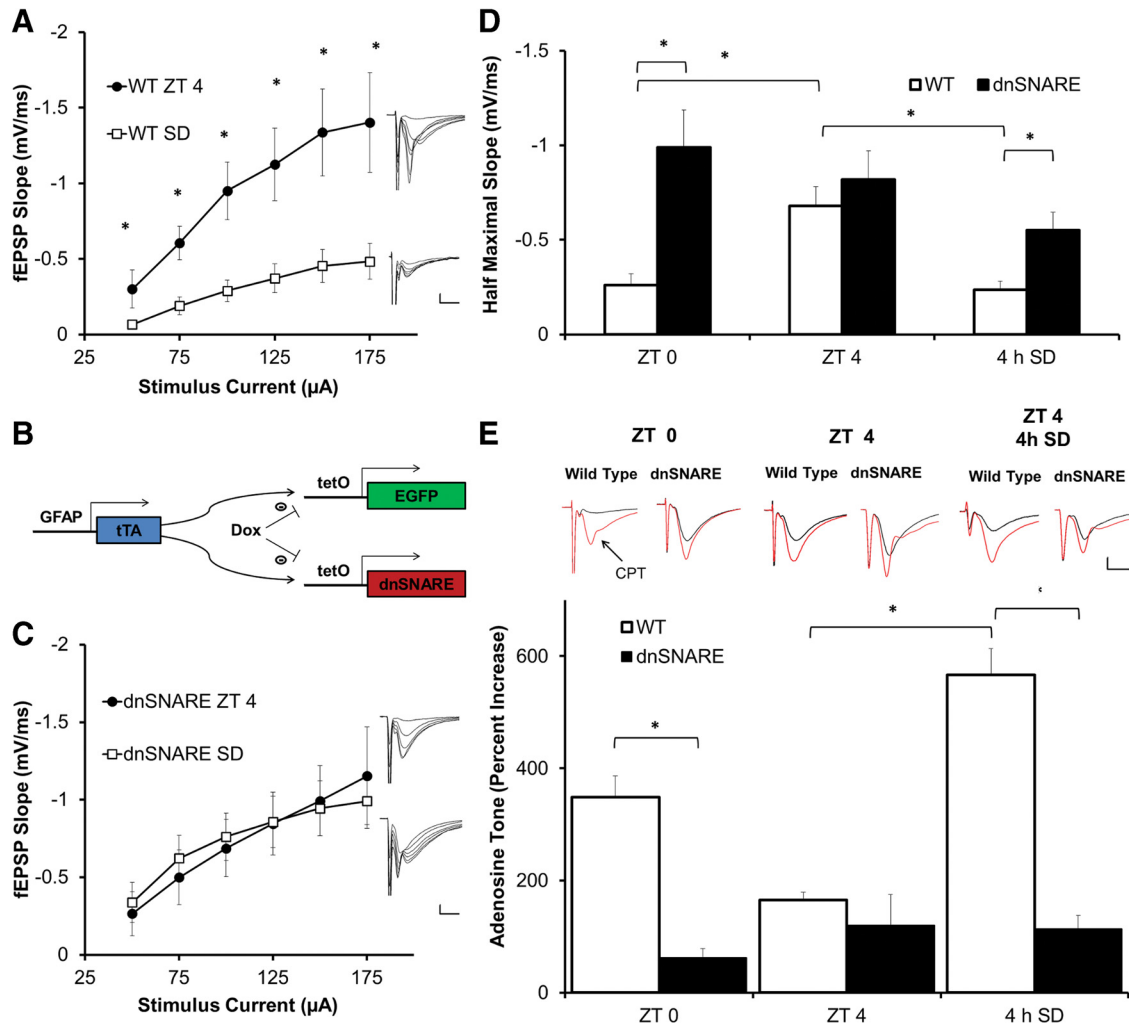 A
-2
-1.5
-1
-0.5
0
fEPSP Slope (mV/ms)
WT ZT 4
WT SD
* * * * * *
25 75 125 175
Stimulus Current (µA)
B
GFAP
tTA
Dox
tetO
EGFP
tetO
dnSNARE
C
-2
-1.5
-1
-0.5
0
fEPSP Slope (mV/ms)
dnSNARE ZT 4
dnSNARE SD
25 75 125 175
Stimulus Current (µA)
D
-1.5
-1
-0.5
0
Half Maximal Slope (mV/ms)
WT dnSNARE
* * * *
ZT 0 ZT 4 4 h SD
E
ZT 0 ZT 4 ZT 4
4h SD
Wild Type dnSNARE Wild Type dnSNARE Wild Type dnSNARE
CPT
600
400
200
0
Adenosine Tone (Percent Increase)
WT
dnSNARE
* * *
ZT 0 ZT 4 4 h SD